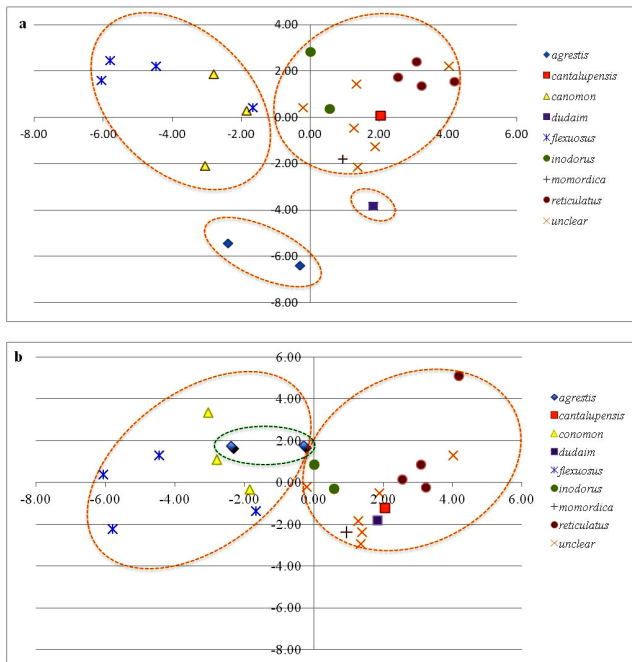 a
4.00
2.00
0.00
-8.00 -6.00 -4.00 -2.00 0.00 2.00 4.00 6.00
-2.00
-4.00
-6.00
-8.00
agrestis
cantalupensis
canomon
dudaim
flexuosus
inodorus
momordica
reticulatus
unclear
b
6.00
4.00
2.00
0.00
-8.00 -6.00 -4.00 -2.00 0.00 2.00 4.00 6.00
-2.00
-4.00
-6.00
-8.00
agrestis
cantalupensis
conomon
dudaim
flexuosus
inodorus
momordica
reticulatus
unclear